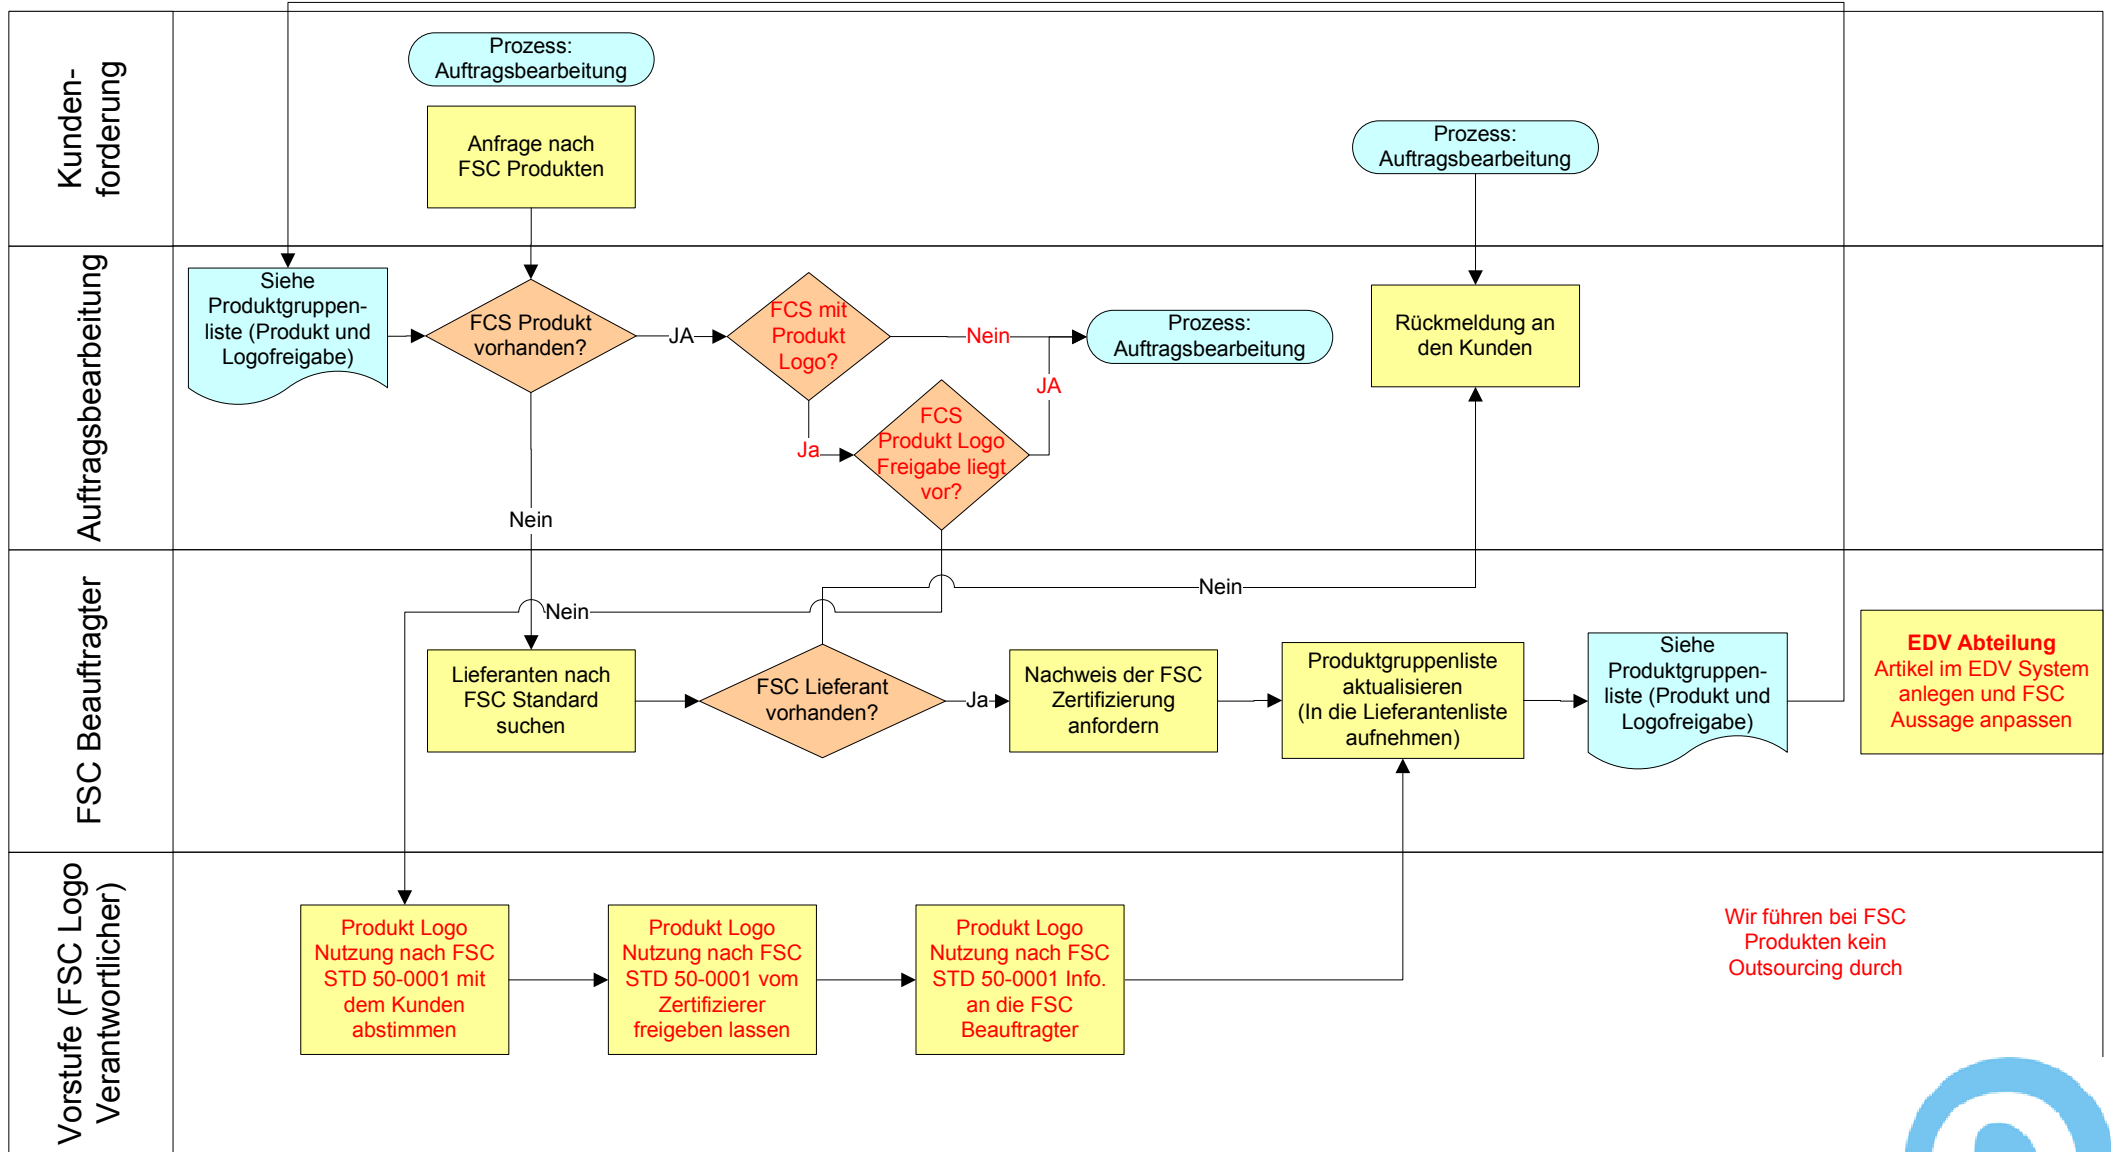 Kunden-
forderung
Prozess:
Auftragsbearbeitung
Anfrage nach
FSC Produkten
Prozess:
Auftragsbearbeitung
Auftragsbearbeitung
Siehe
Produktgruppen-
liste (Produkt und
Logofreigabe)
FCS Produkt
vorhanden?
JA
FCS mit
Produkt
Logo?
Nein
Prozess:
Auftragsbearbeitung
Rückmeldung an
den Kunden
JA
Ja
FCS
Produkt Logo
Freigabe liegt
vor?
Nein
FSC Beauftragter
Nein
Nein
Lieferanten nach
FSC Standard
suchen
FSC Lieferant
vorhanden?
Ja
Nachweis der FSC
Zertifizierung
anfordern
Produktgruppenliste
aktualisieren
(In die Lieferantenliste
aufnehmen)
Siehe
Produktgruppen-
liste (Produkt und
Logofreigabe)
EDV Abteilung
Artikel im EDV System
anlegen und FSC
Aussage anpassen
Vorstufe (FSC Logo
Verantwortlicher)
Produkt Logo
Nutzung nach FSC
STD 50-0001 mit
dem Kunden
abstimmen
Produkt Logo
Nutzung nach FSC
STD 50-0001 vom
Zertifizierer
freigeben lassen
Produkt Logo
Nutzung nach FSC
STD 50-0001 Info.
an die FSC
Beauftragter
Wir führen bei FSC
Produkten kein
Outsourcing durch